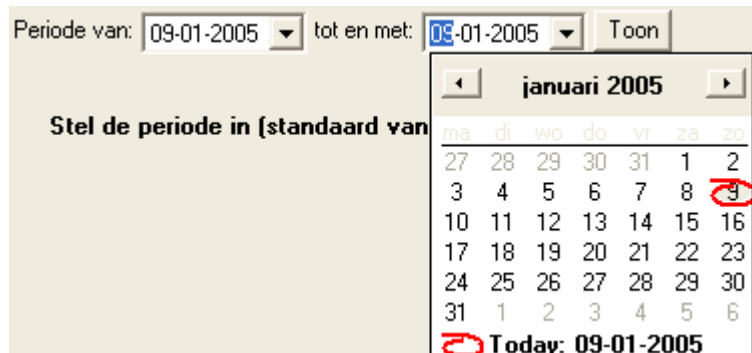 Periode van: 09-01-2005 tot en met: 09-01-2005 Toon
januari 2005
Stel de periode in (standaard van
ma di wo do vr za zo
27 28 29 30 31 1 2
3 4 5 6 7 8 9
10 11 12 13 14 15 16
17 18 19 20 21 22 23
24 25 26 27 28 29 30
31 1 2 3 4 5 6
Today: 09-01-2005